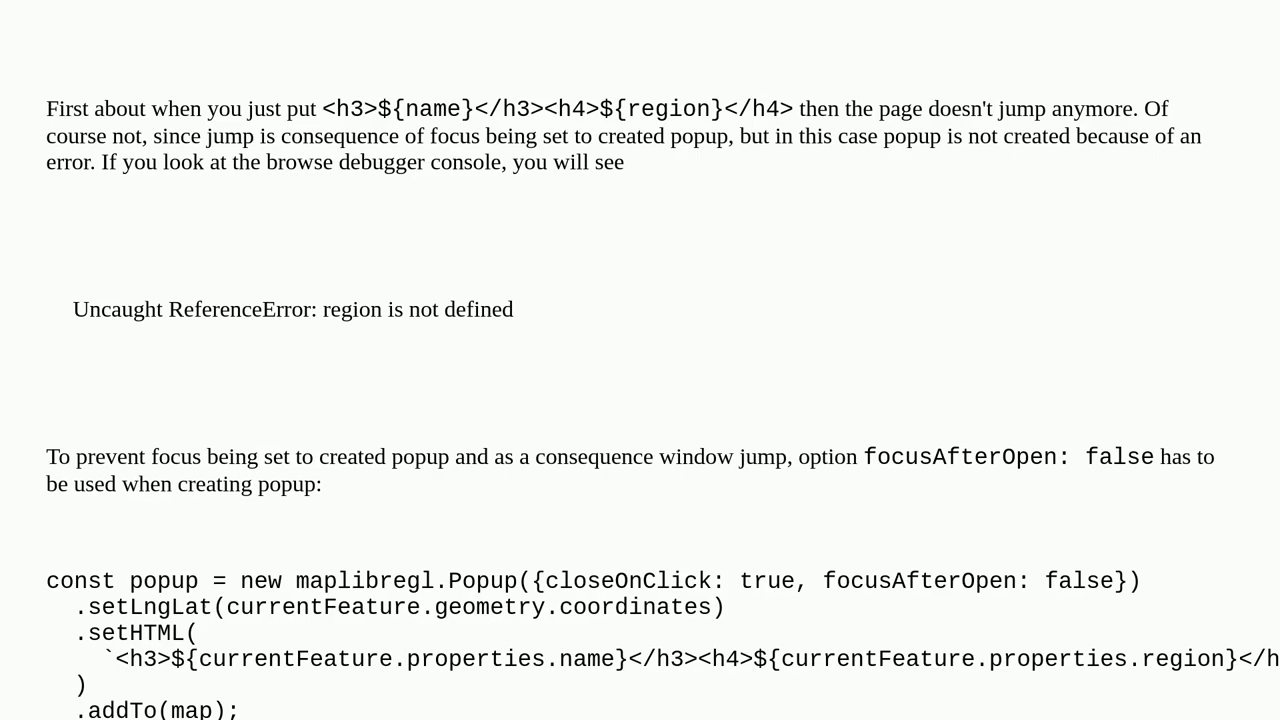 First about when you just put <h3>${name}</h3><h4>${region}</h4> then the page doesn't jump anymore. Of
course not, since jump is consequence of focus being set to created popup, but in this case popup is not created because of an
error. If you look at the browse debugger console, you will see
Uncaught ReferenceError: region is not defined
To prevent focus being set to created popup and as a consequence window jump, option focusAfterOpen: false has to
be used when creating popup:
const popup = new maplibregl.Popup({closeOnClick: true, focusAfterOpen: false})
  .setLngLat(currentFeature.geometry.coordinates)
  .setHTML(
    `<h3>${currentFeature.properties.name}</h3><h4>${currentFeature.properties.region}</h
  )
  .addTo(map);